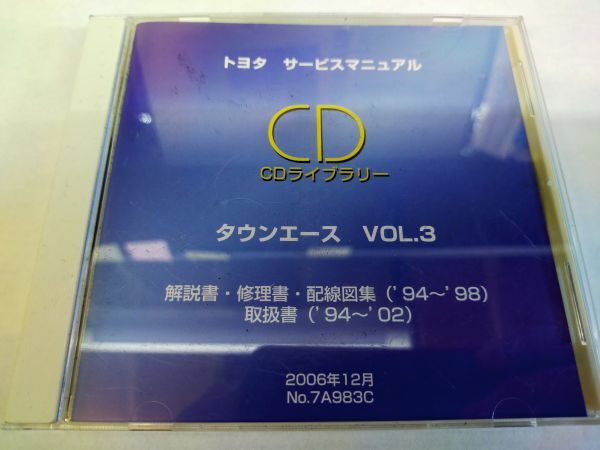 トヨタ サービスマニュアル
CD
CDライブラリー
タウンエース VOL.3
解説書・修理書・配線図集（'94～'98）
取扱書（'94～'02）
2006年12月
No.7A983C